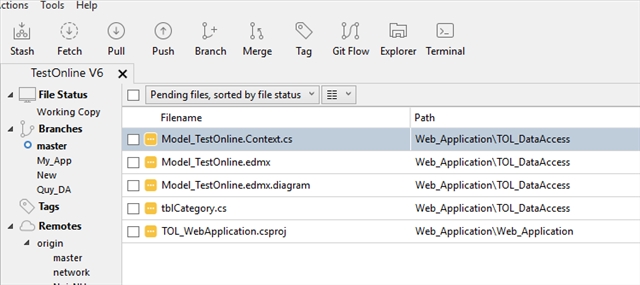 ctions Tools Help
Stash Fetch Pull Push Branch Merge Tag Git Flow Explorer Terminal
TestOnline V6
File Status
Working Copy
Branches
master
My_App
New
Quy_DA
Tags
Remotes
origin
master
network
Pending files, sorted by file status
Filename Path
Model_TestOnline.Context.cs Web_Application\TOL_DataAccess
Model_TestOnline.edmx Web_Application\TOL_DataAccess
Model_TestOnline.edmx.diagram Web_Application\TOL_DataAccess
tblCategory.cs Web_Application\TOL_DataAccess
TOL_WebApplication.csproj Web_Application\Web_Application